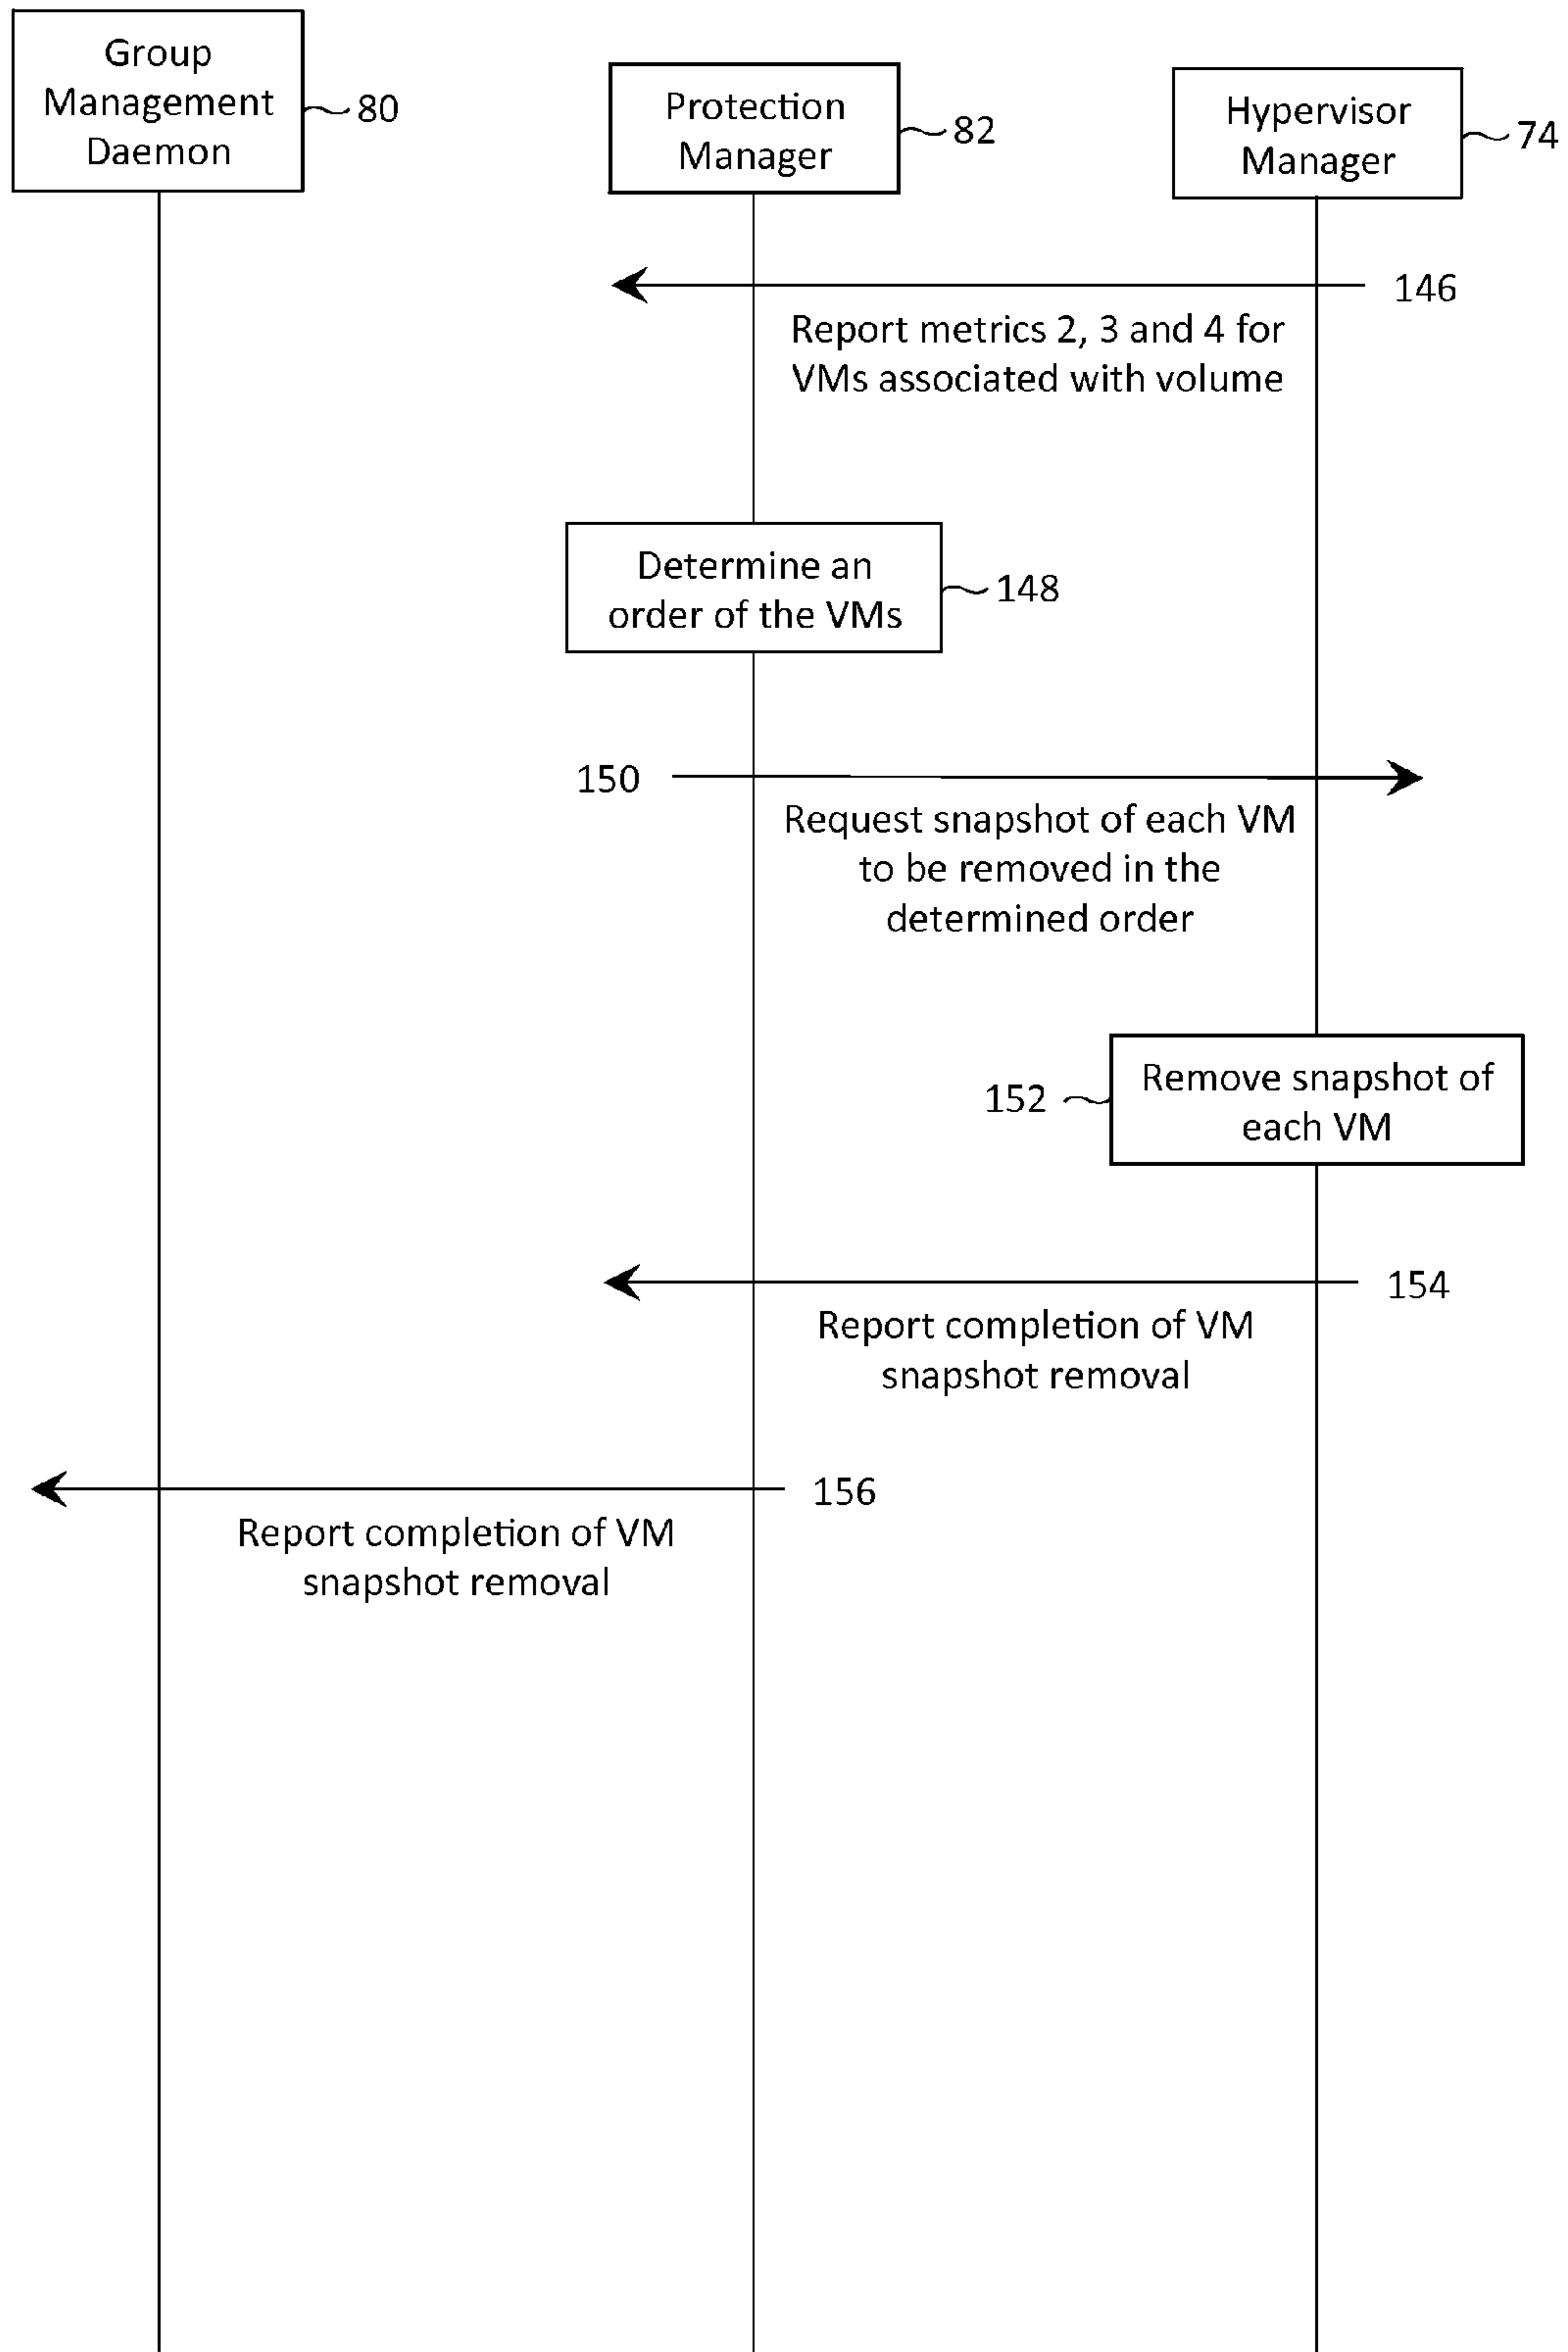 Group
Management
Daemon
80
Protection
Manager
82
Hypervisor
Manager
74
146
Report metrics 2, 3 and 4 for
VMs associated with volume
Determine an
order of the VMs
148
150
Request snapshot of each VM
to be removed in the
determined order
152
Remove snapshot of
each VM
154
Report completion of VM
snapshot removal
156
Report completion of VM
snapshot removal